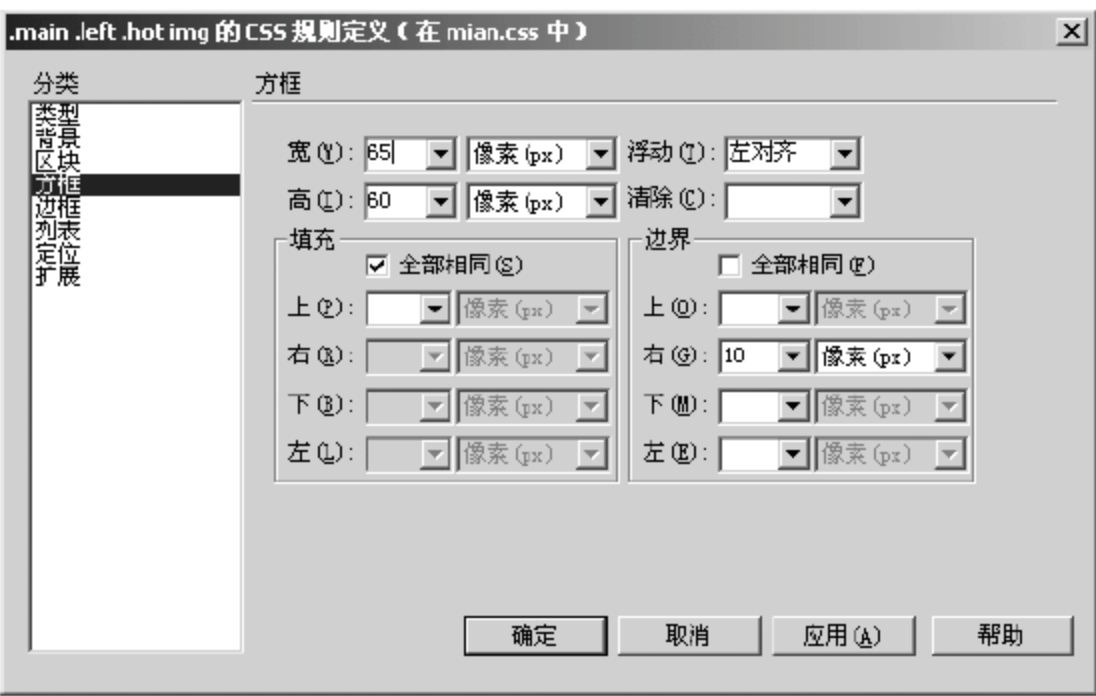 .main .left .hot img 的 CSS 规则定义（在 mian.css 中）
分类
类型
背景
区块
方框
边框
列表
定位
扩展
方框
宽(Y): 65 像素(px) 浮动(T): 左对齐
高(I): 60 像素(px) 清除(C):
填充
全部相同(S)
上(P): 像素(px)
右(R): 像素(px)
下(B): 像素(px)
左(L): 像素(px)
边界
全部相同(F)
上(O): 像素(px)
右(G): 10 像素(px)
下(M): 像素(px)
左(E): 像素(px)
确定 取消 应用(A) 帮助